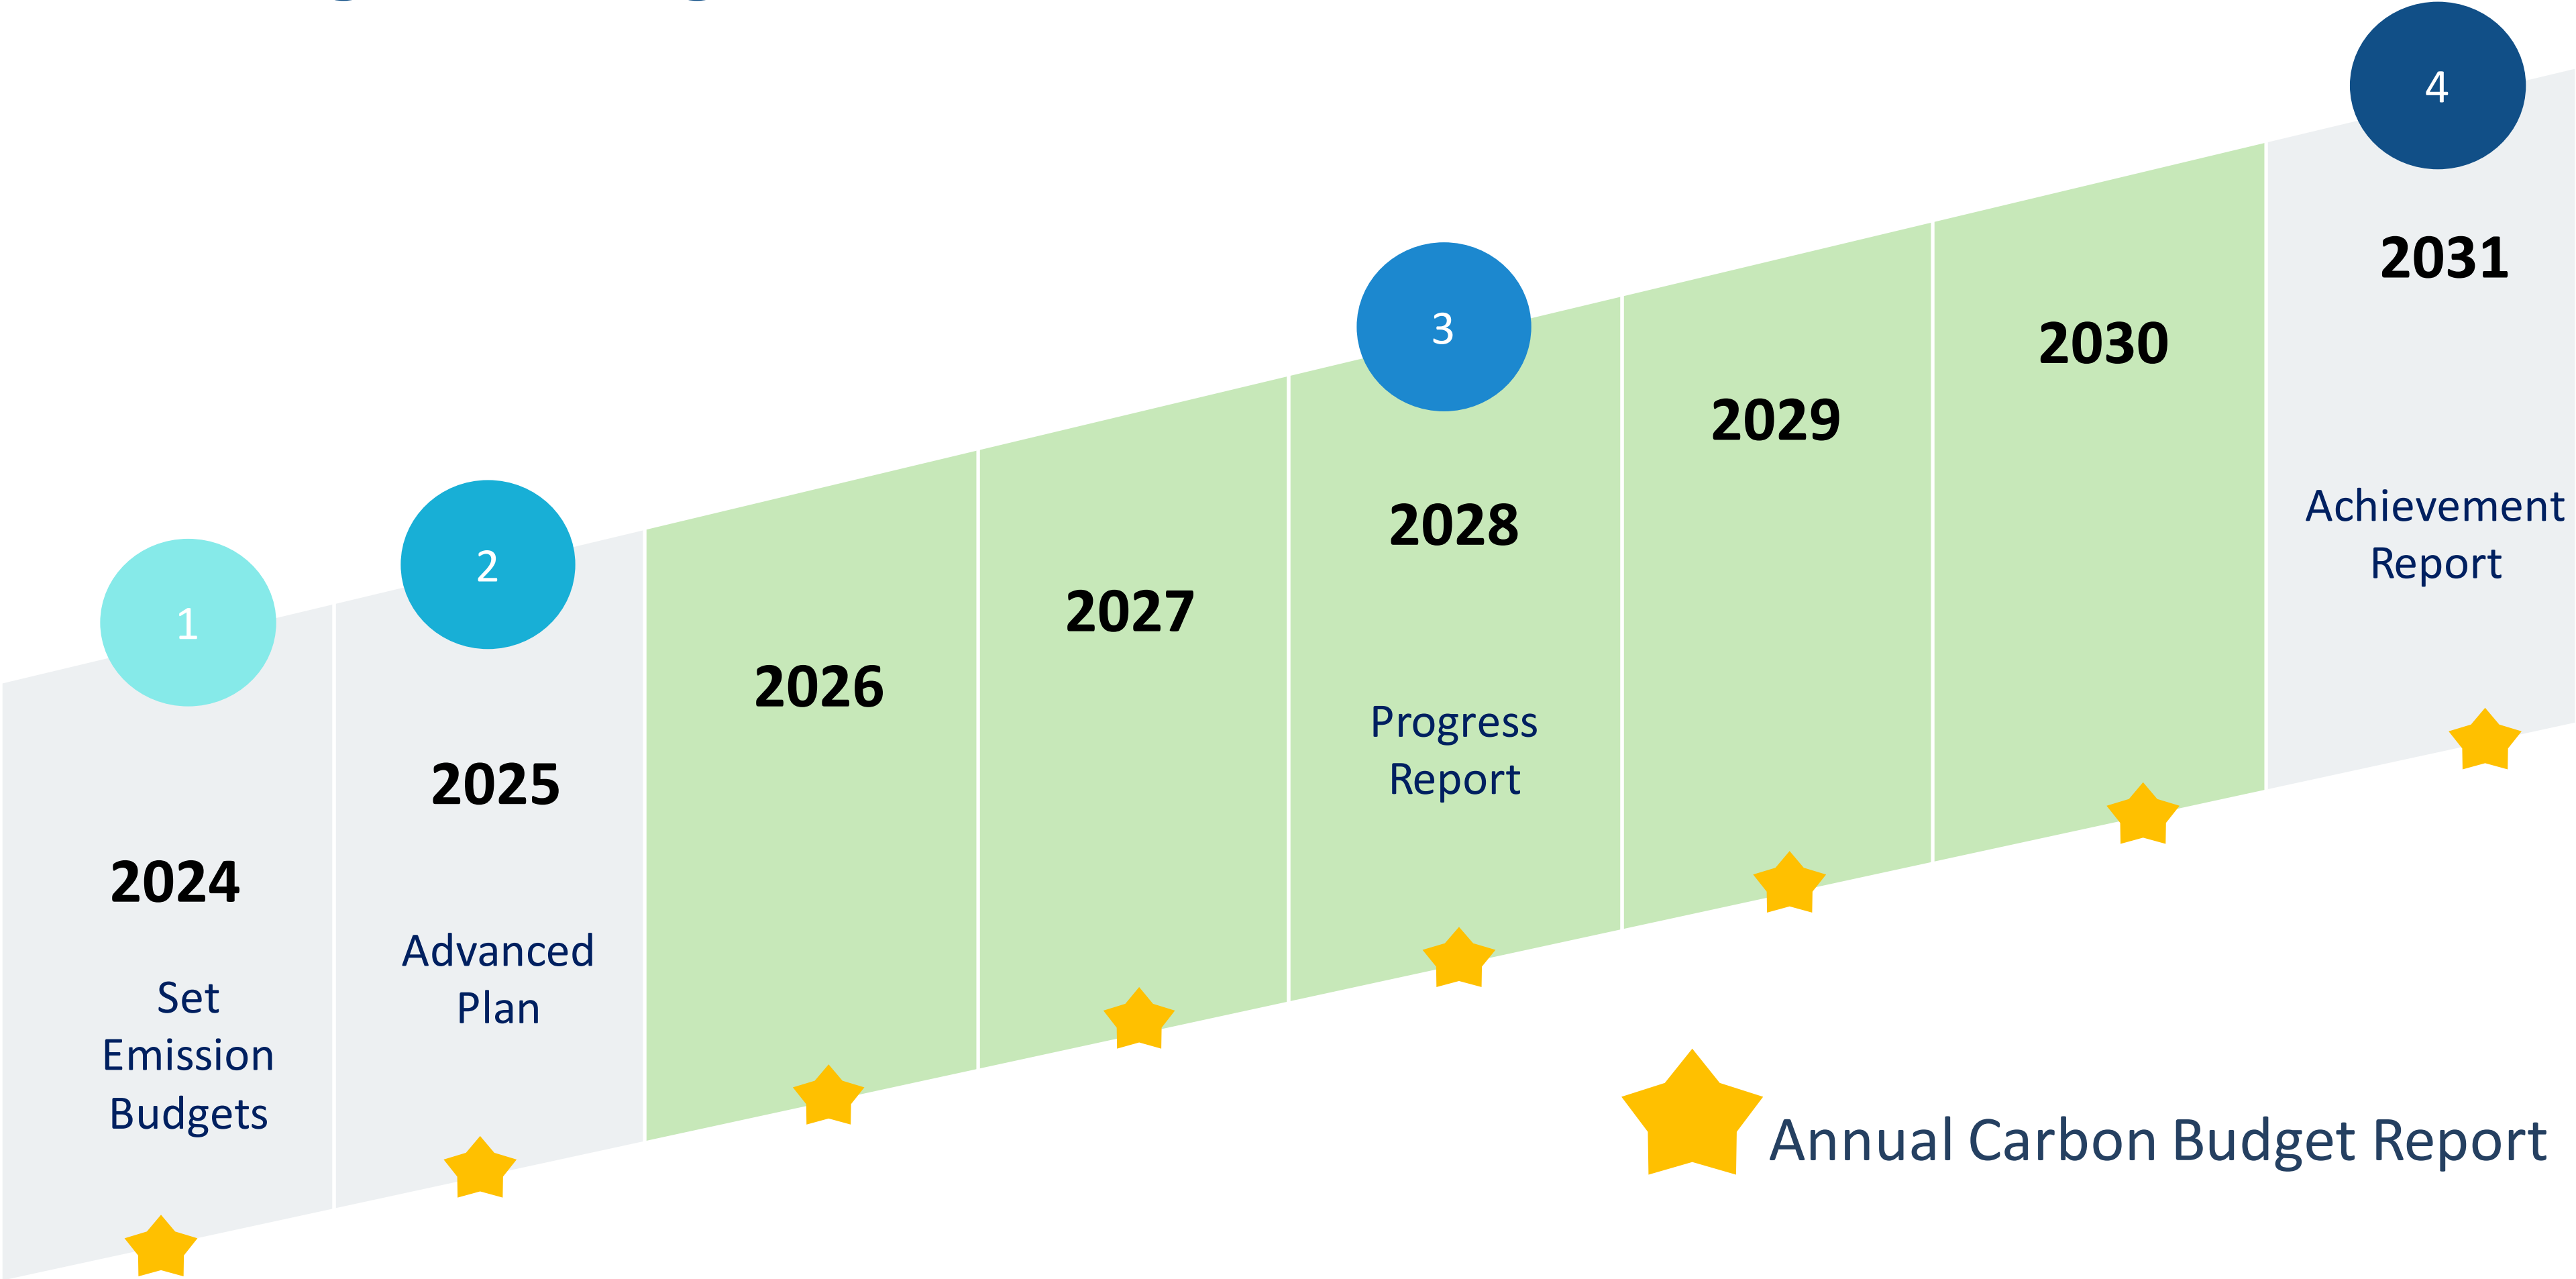 1
2024
Set
Emission
Budgets
2
2025
Advanced
Plan
2026
2027
3
2028
Progress
Report
2029
2030
4
2031
Achievement
Report
Annual Carbon Budget Report